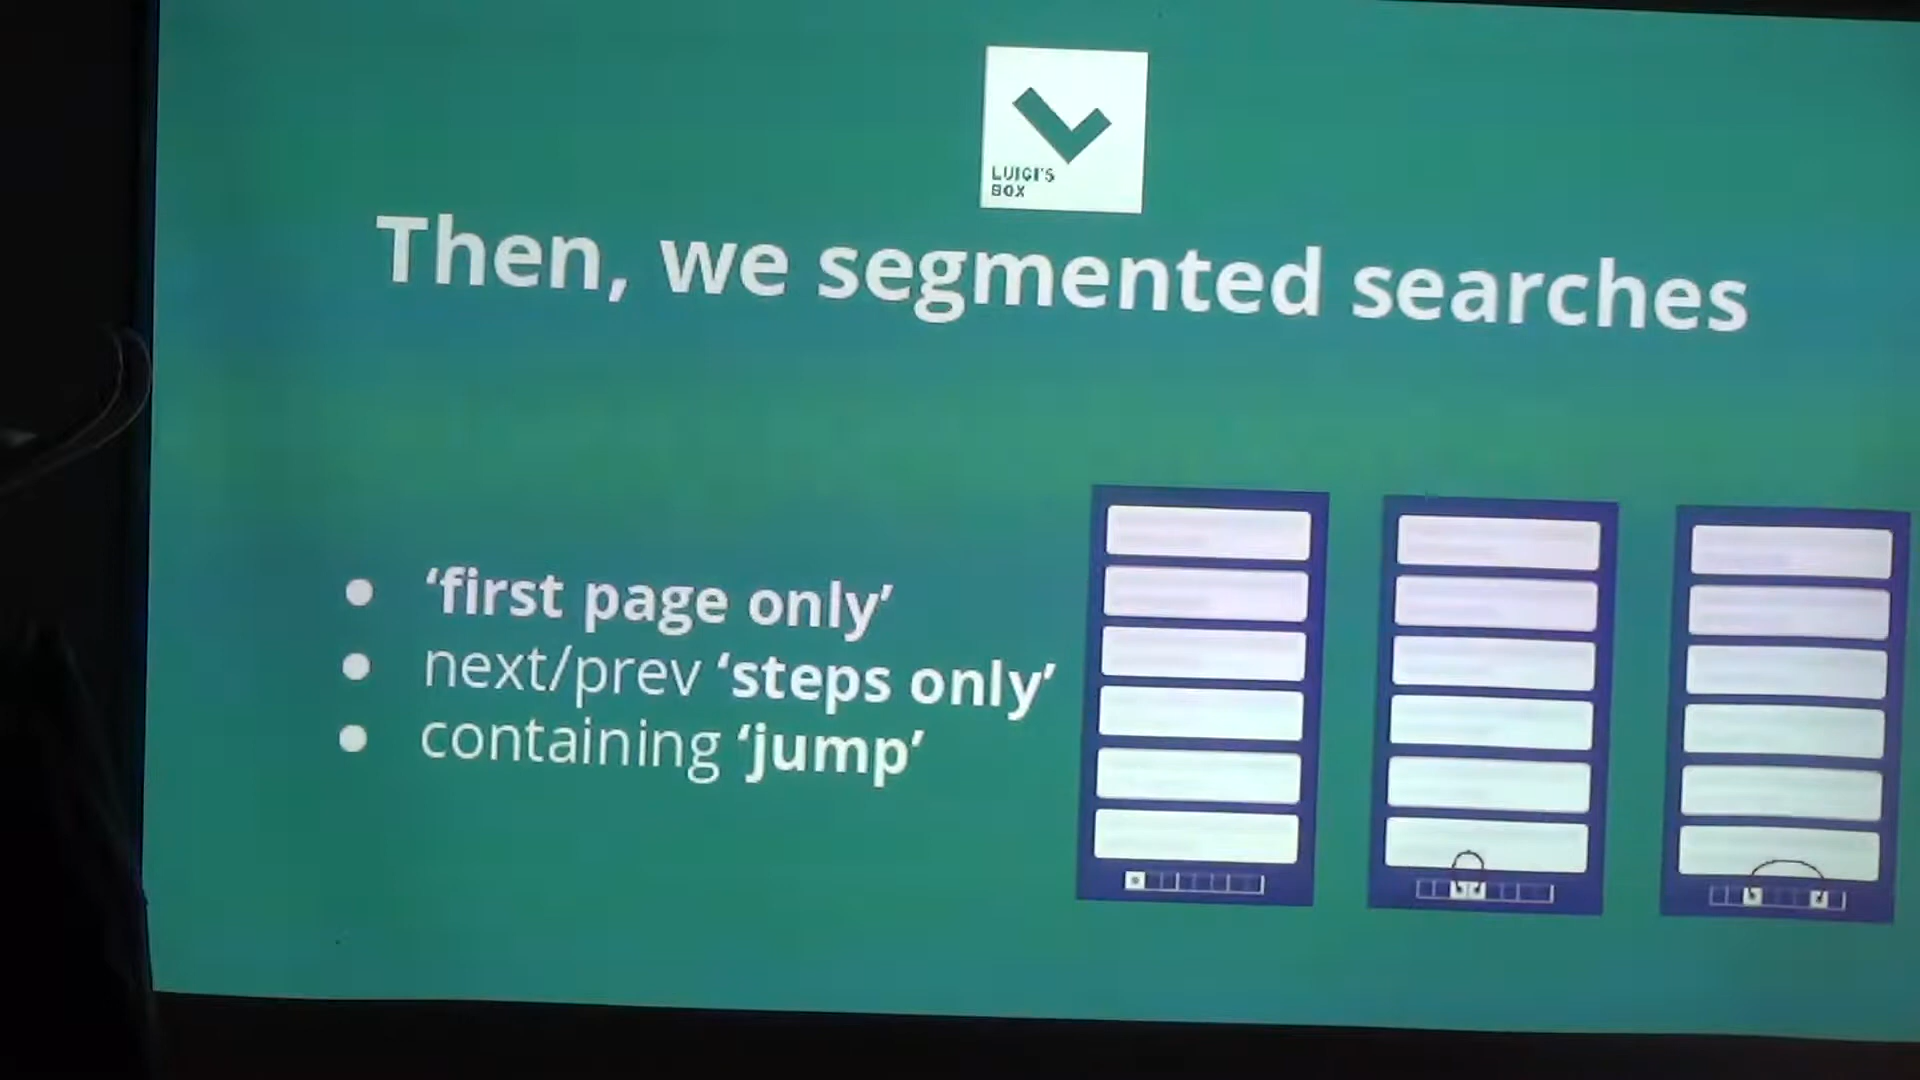 LUIGI'S
BOX
Then, we segmented searches
● ‘first page only’
● next/prev ‘steps only’
● containing ‘jump’